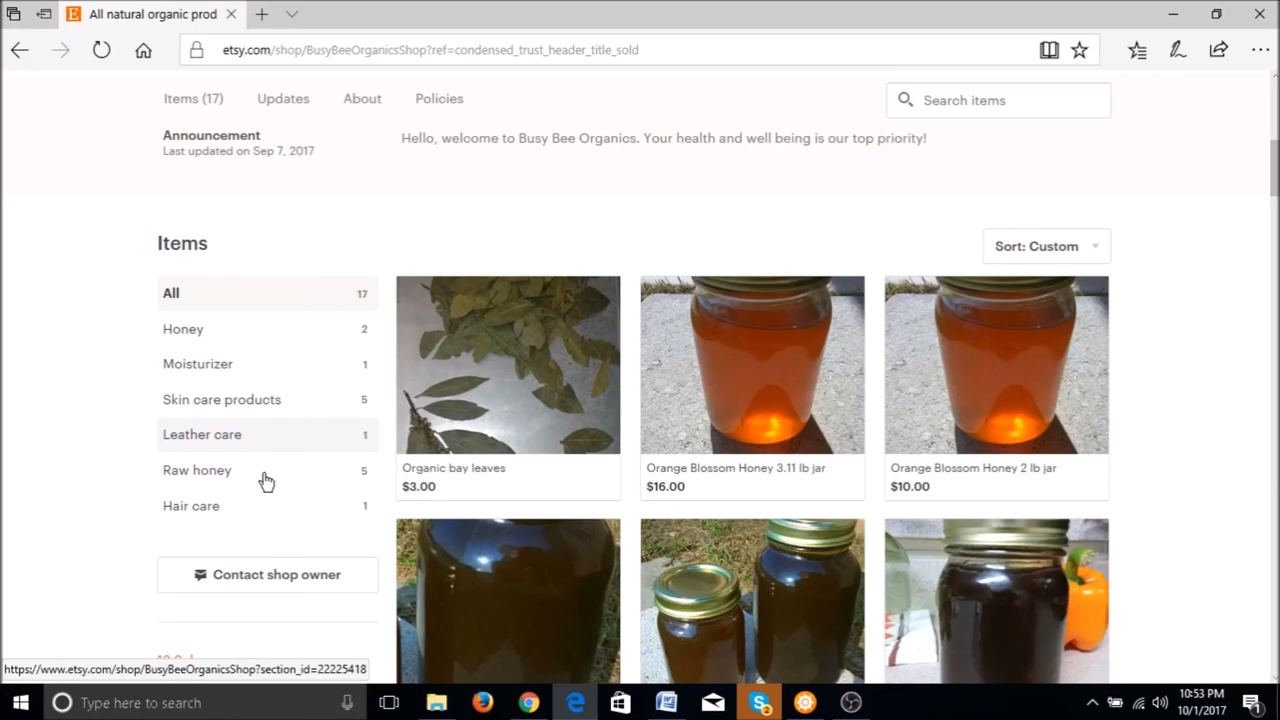 All natural organic prod
etsy.com/shop/BusyBeeOrganicsShop?ref=condensed_trust_header_title_sold
Items (17) Updates About Policies
Search items
Announcement
Last updated on Sep 7, 2017
Hello, welcome to Busy Bee Organics. Your health and well being is our top priority!
Items
Sort: Custom
All 17
Honey 2
Moisturizer 1
Skin care products 5
Leather care 1
Raw honey 5
Hair care 1
Organic bay leaves
$3.00
Orange Blossom Honey 3.11 lb jar
$16.00
Orange Blossom Honey 2 lb jar
$10.00
Contact shop owner
https://www.etsy.com/shop/BusyBeeOrganicsShop?section_id=22225418
Type here to search
2
10:53 PM
10/1/2017
1